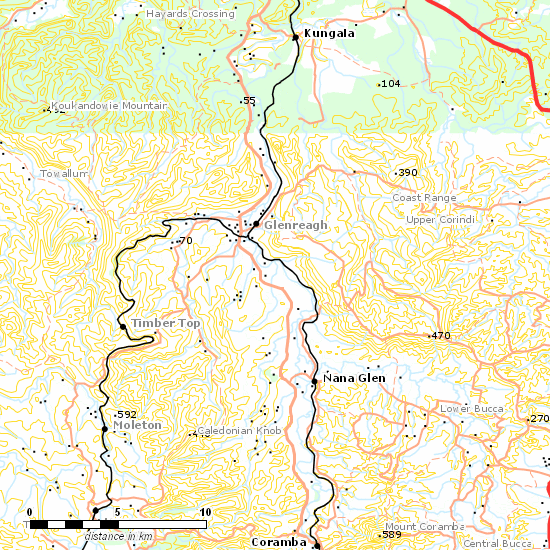 Hayards Crossing
Kungala
104
55
Koukandowie Mountair
Towallum
390
Coast Range
Upper Corindi
Glenreagh
70
Timber Top
470
Nana Glen
Lower Bucca
592
270
Moleton
Caledonian Knob
0 5 10
distance in km
Mount Coramba
589
Coramba
Central Bucca